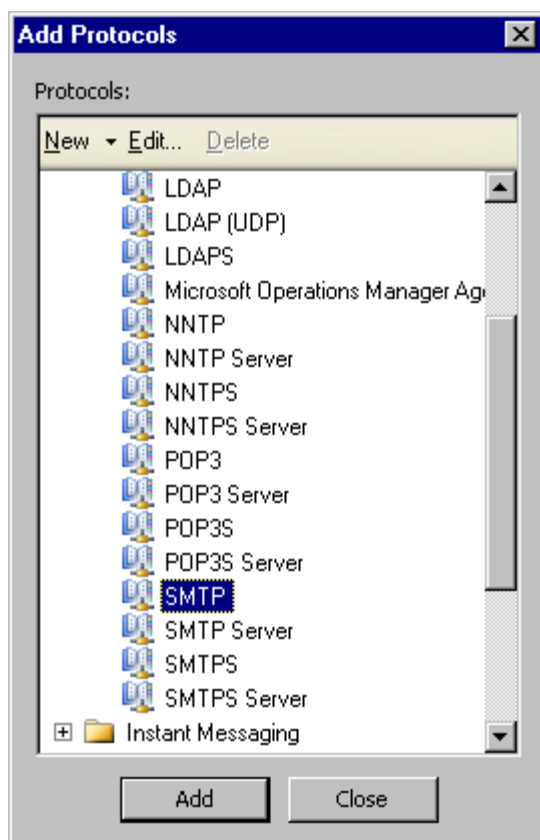 Add Protocols
Protocols:
New Edit... Delete
LDAP
LDAP (UDP)
LDAPS
Microsoft Operations Manager Age
NNTP
NNTP Server
NNTPS
NNTPS Server
POP3
POP3 Server
POP3S
POP3S Server
SMTP
SMTP Server
SMTPS
SMTPS Server
Instant Messaging
Add Close